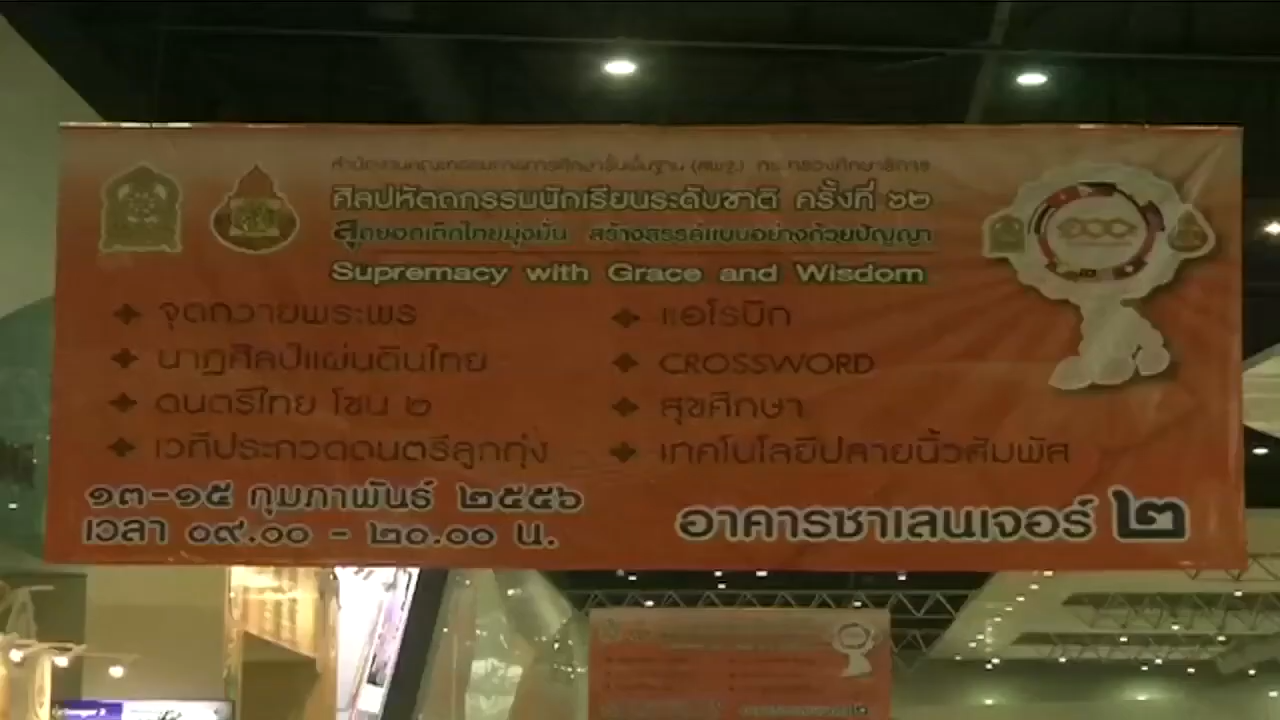 สำนักงานคณะกรรมการการศึกษาขั้นพื้นฐาน (สพฐ.) กระทรวงศึกษาธิการ
ศิลปหัตถกรรมนักเรียนระดับชาติ ครั้งที่ ๖๒
สุดยอดเด็กไทยมุ่งมั่น สร้างสรรค์แบบอย่างด้วยปัญญา
Supremacy with Grace and Wisdom
๑๐๐
จุดถวายพระพร
นาฏศิลป์แผ่นดินไทย
ดนตรีไทย โซน ๒
เวทีประกวดดนตรีลูกทุ่ง
แอโรบิก
CROSSWORD
สุขศึกษา
เทคโนโลยีปลายนิ้วสัมผัส
๑๓-๑๕ กุมภาพันธ์ ๒๕๕๖
เวลา ๐๙.๐๐ - ๒๐.๐๐ น.
อาคารชาเลนเจอร์ ๒